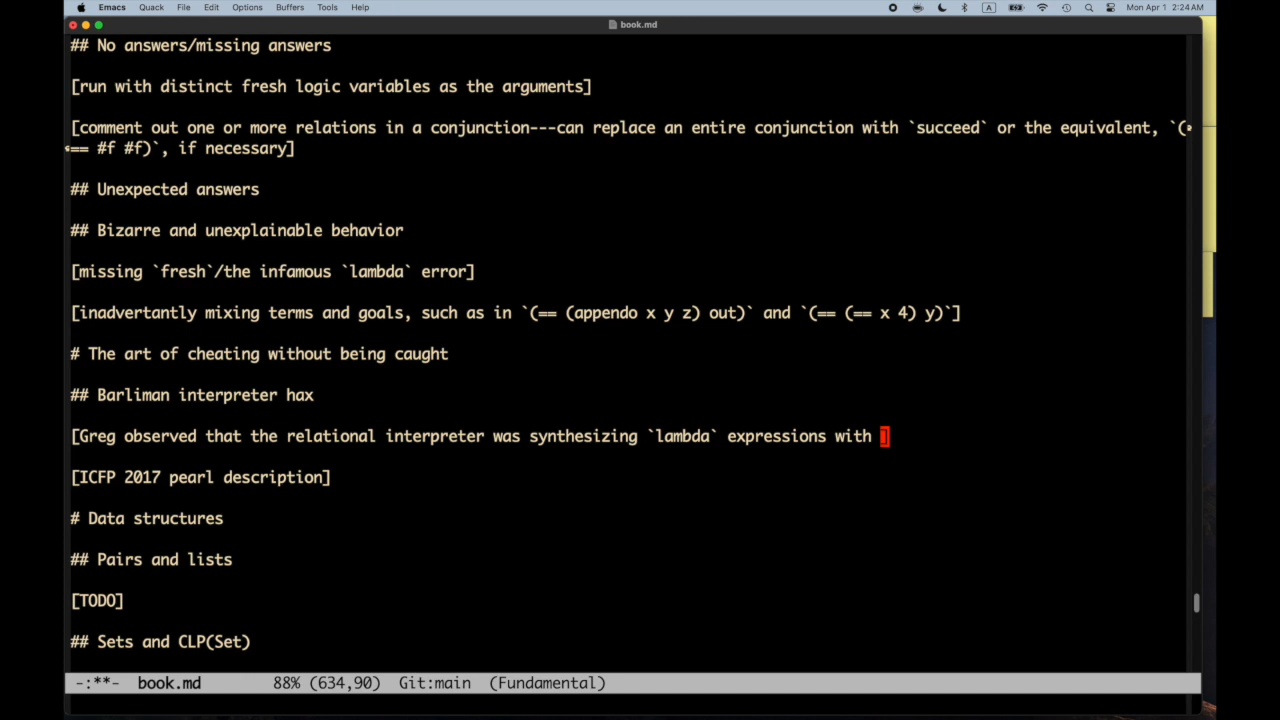 Emacs Quack File Edit Options Buffers Tools Help A Mon Apr 1 2:24 AM
book.md
## No answers/missing answers
[run with distinct fresh logic variables as the arguments]
[comment out one or more relations in a conjunction---can replace an entire conjunction with `succeed` or the equivalent, `(
== #f #f)`, if necessary]
## Unexpected answers
## Bizarre and unexplainable behavior
[missing `fresh`/the infamous `lambda` error]
[inadvertantly mixing terms and goals, such as in `(== (appendo x y z) out)` and `(== (== x 4) y)`]
# The art of cheating without being caught
## Barliman interpreter hax
[Greg observed that the relational interpreter was synthesizing `lambda` expressions with ]
[ICFP 2017 pearl description]
# Data structures
## Pairs and lists
[TODO]
## Sets and CLP(Set)
-:**- book.md 88% (634,90) Git:main (Fundamental)